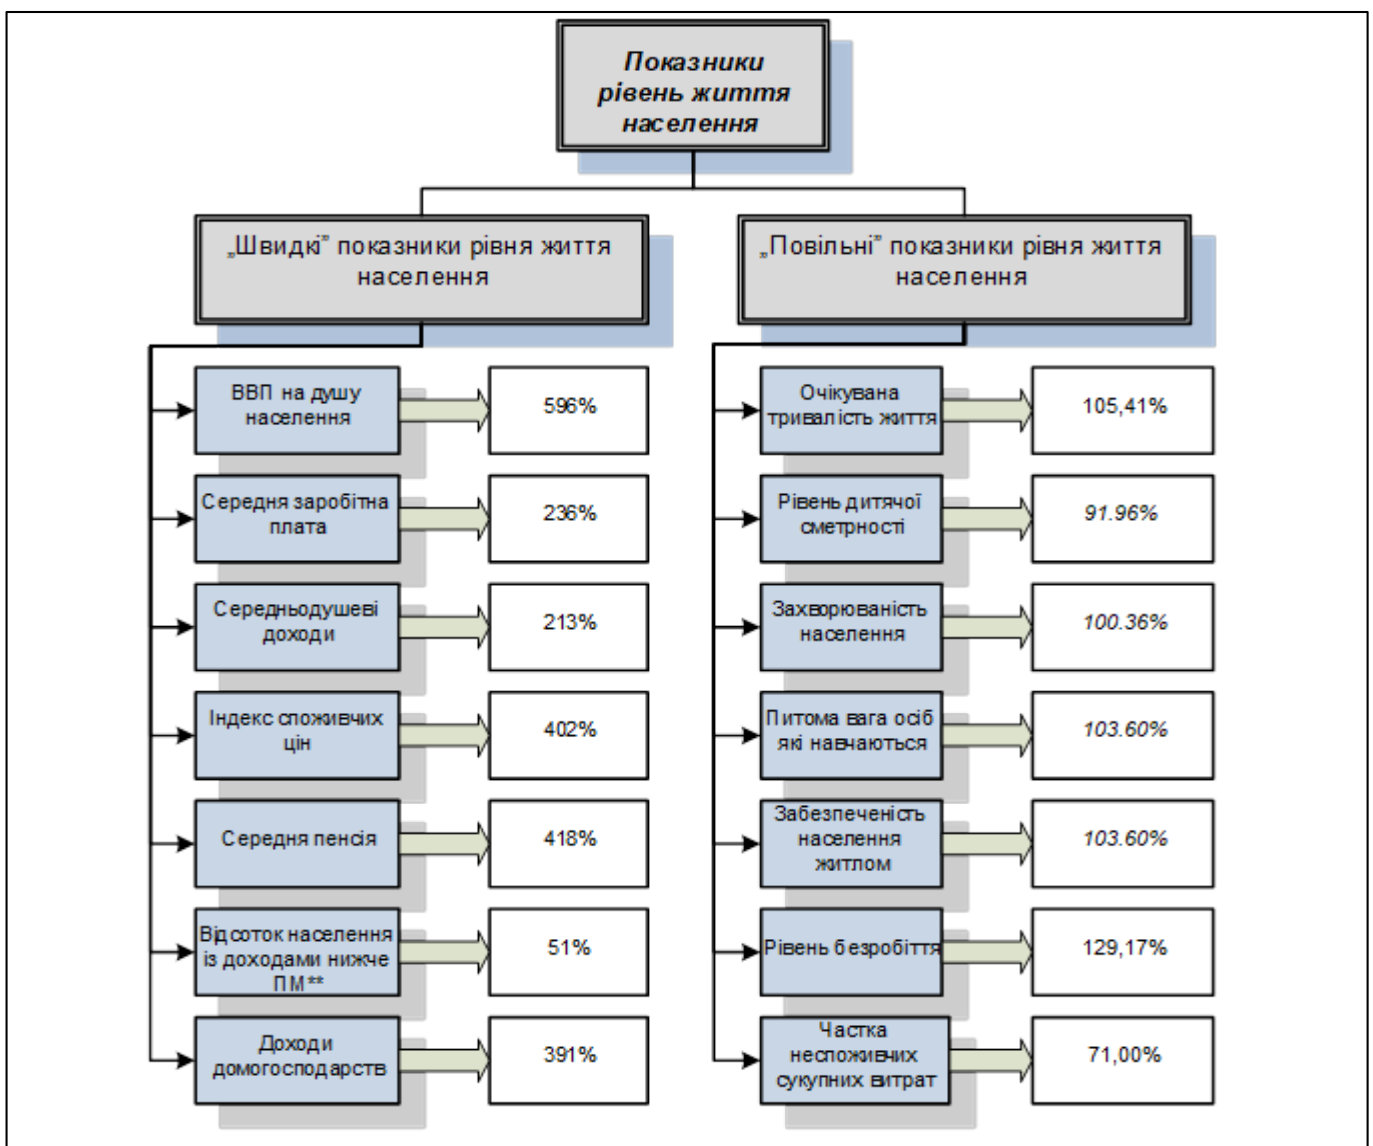 Показники
рівень життя
населення
„Швидкі” показники рівня життя
населення
„Повільні” показники рівня життя
населення
ВВП на душу
населення
596%
Середня заробітна
плата
236%
Середньодушеві
доходи
213%
Індекс споживчих
цін
402%
Середня пенсія
418%
Відсоток населення
із доходами нижче
ПМ**
51%
Доходи
домогосподарств
391%
Очікувана
тривалість життя
105,41%
Рівень дитячої
сметрності
91.96%
Захворюваність
населення
100.36%
Питома вага осіб
які навчаються
103.60%
Забезпеченість
населення
житлом
103.60%
Рівень безробіття
129,17%
Частка
неспоживчих
сукупних витрат
71,00%